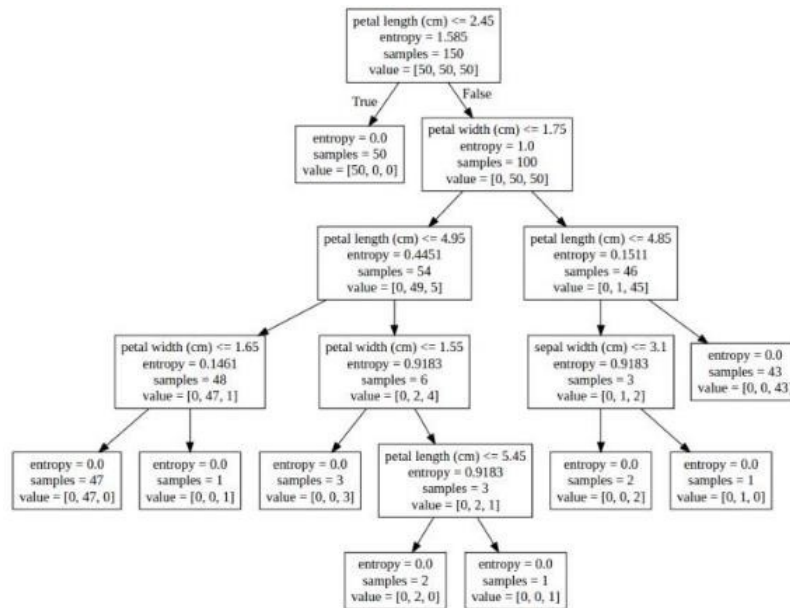 petal length (cm) <= 2.45
entropy = 1.585
samples = 150
value = [50, 50, 50]
True
False
entropy = 0.0
samples = 50
value = [50, 0, 0]
petal width (cm) <= 1.75
entropy = 1.0
samples = 100
value = [0, 50, 50]
petal length (cm) <= 4.95
entropy = 0.4451
samples = 54
value = [0, 49, 5]
petal length (cm) <= 4.85
entropy = 0.1511
samples = 46
value = [0, 1, 45]
petal width (cm) <= 1.65
entropy = 0.1461
samples = 48
value = [0, 47, 1]
petal width (cm) <= 1.55
entropy = 0.9183
samples = 6
value = [0, 2, 4]
sepal width (cm) <= 3.1
entropy = 0.9183
samples = 3
value = [0, 1, 2]
entropy = 0.0
samples = 43
value = [0, 0, 43]
entropy = 0.0
samples = 47
value = [0, 47, 0]
entropy = 0.0
samples = 1
value = [0, 0, 1]
entropy = 0.0
samples = 3
value = [0, 0, 3]
petal length (cm) <= 5.45
entropy = 0.9183
samples = 3
value = [0, 2, 1]
entropy = 0.0
samples = 2
value = [0, 0, 2]
entropy = 0.0
samples = 1
value = [0, 1, 0]
entropy = 0.0
samples = 2
value = [0, 2, 0]
entropy = 0.0
samples = 1
value = [0, 0, 1]